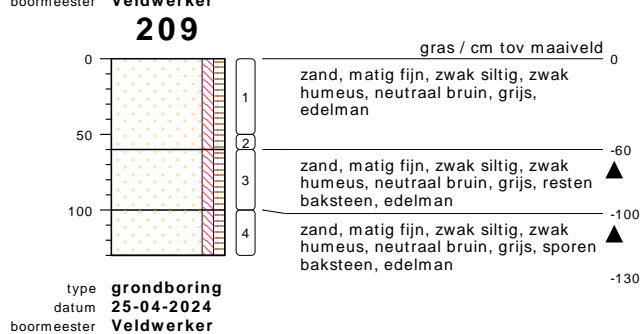 boormeester Veldwerker
209
gras / cm tov maaiveld
0
0
zand, matig fijn, zwak siltig, zwak
humeus, neutraal bruin, grijs,
edelman
1
50
2
-60
zand, matig fijn, zwak siltig, zwak
humeus, neutraal bruin, grijs, resten
baksteen, edelman
3
100
-100
zand, matig fijn, zwak siltig, zwak
humeus, neutraal bruin, grijs, sporen
baksteen, edelman
4
-130
type grondboring
datum 25-04-2024
boormeester Veldwerker